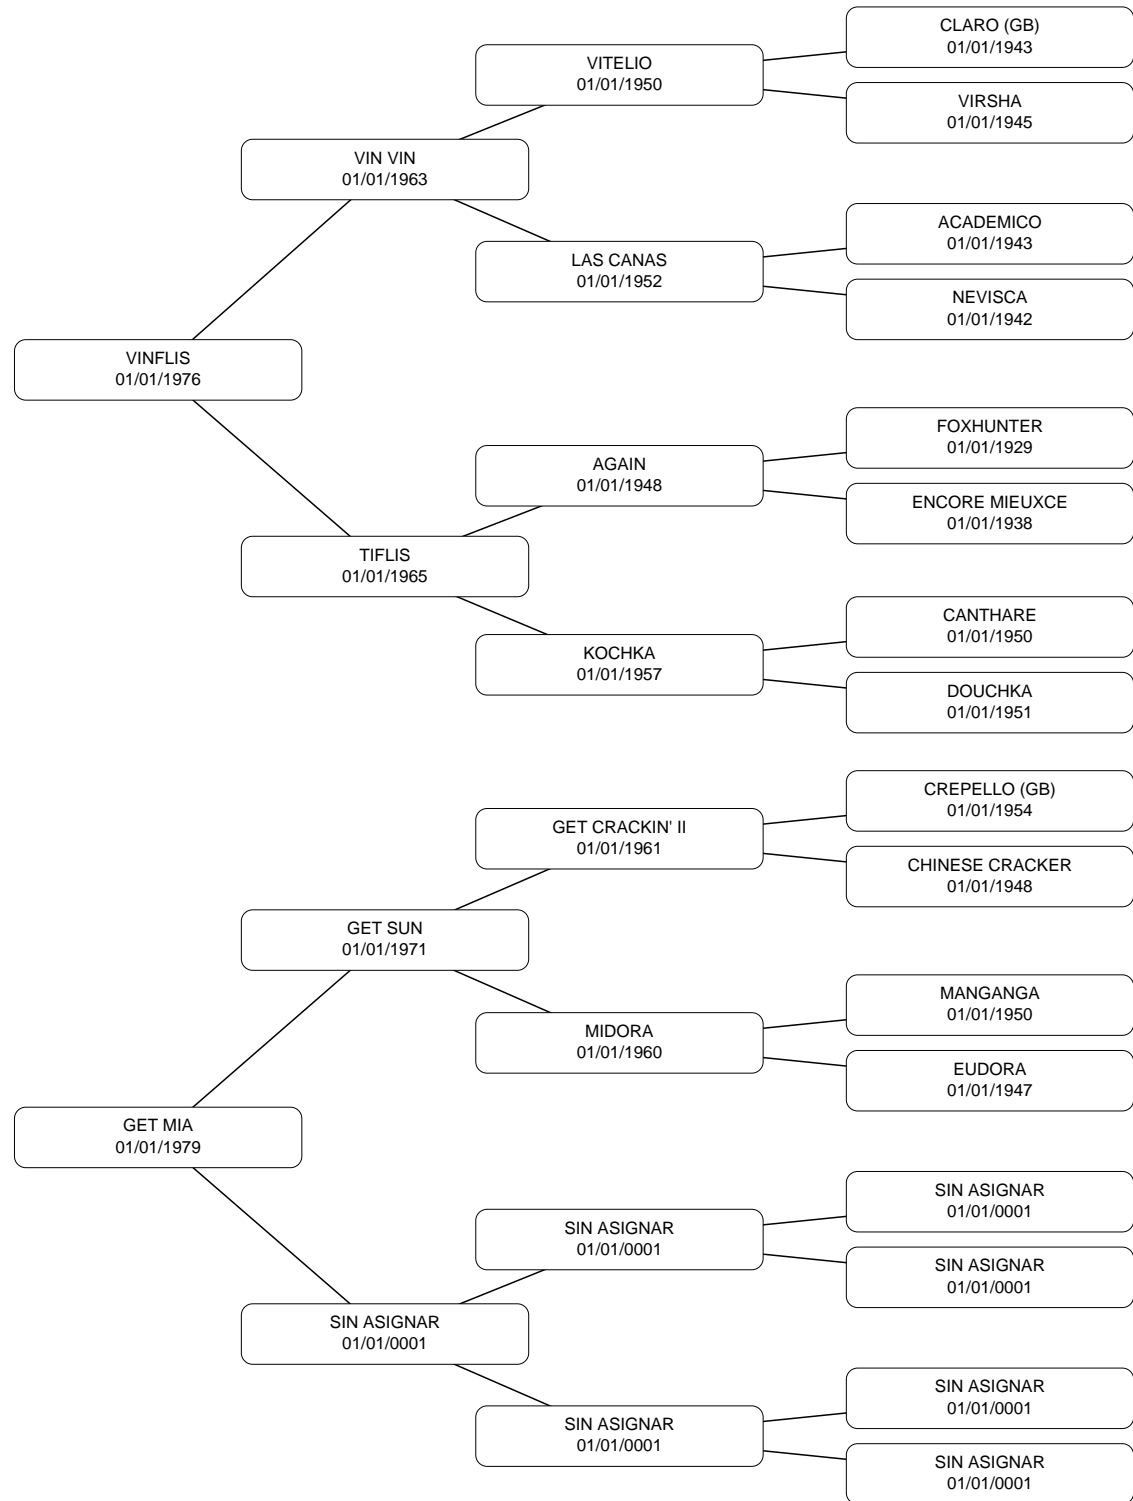 CLARO (GB)
01/01/1943
VITELIO
01/01/1950
VIRSHA
01/01/1945
VIN VIN
01/01/1963
ACADEMICO
01/01/1943
LAS CANAS
01/01/1952
NEVISCA
01/01/1942
VINFLIS
01/01/1976
FOXHUNTER
01/01/1929
AGAIN
01/01/1948
ENCORE MIEUXCE
01/01/1938
TIFLIS
01/01/1965
CANTHARE
01/01/1950
KOCHKA
01/01/1957
DOUCHKA
01/01/1951
CREPELLO (GB)
01/01/1954
GET CRACKIN' II
01/01/1961
CHINESE CRACKER
01/01/1948
GET SUN
01/01/1971
MANGANGA
01/01/1950
MIDORA
01/01/1960
EUDORA
01/01/1947
GET MIA
01/01/1979
SIN ASIGNAR
01/01/0001
SIN ASIGNAR
01/01/0001
SIN ASIGNAR
01/01/0001
SIN ASIGNAR
01/01/0001
SIN ASIGNAR
01/01/0001
SIN ASIGNAR
01/01/0001
SIN ASIGNAR
01/01/0001